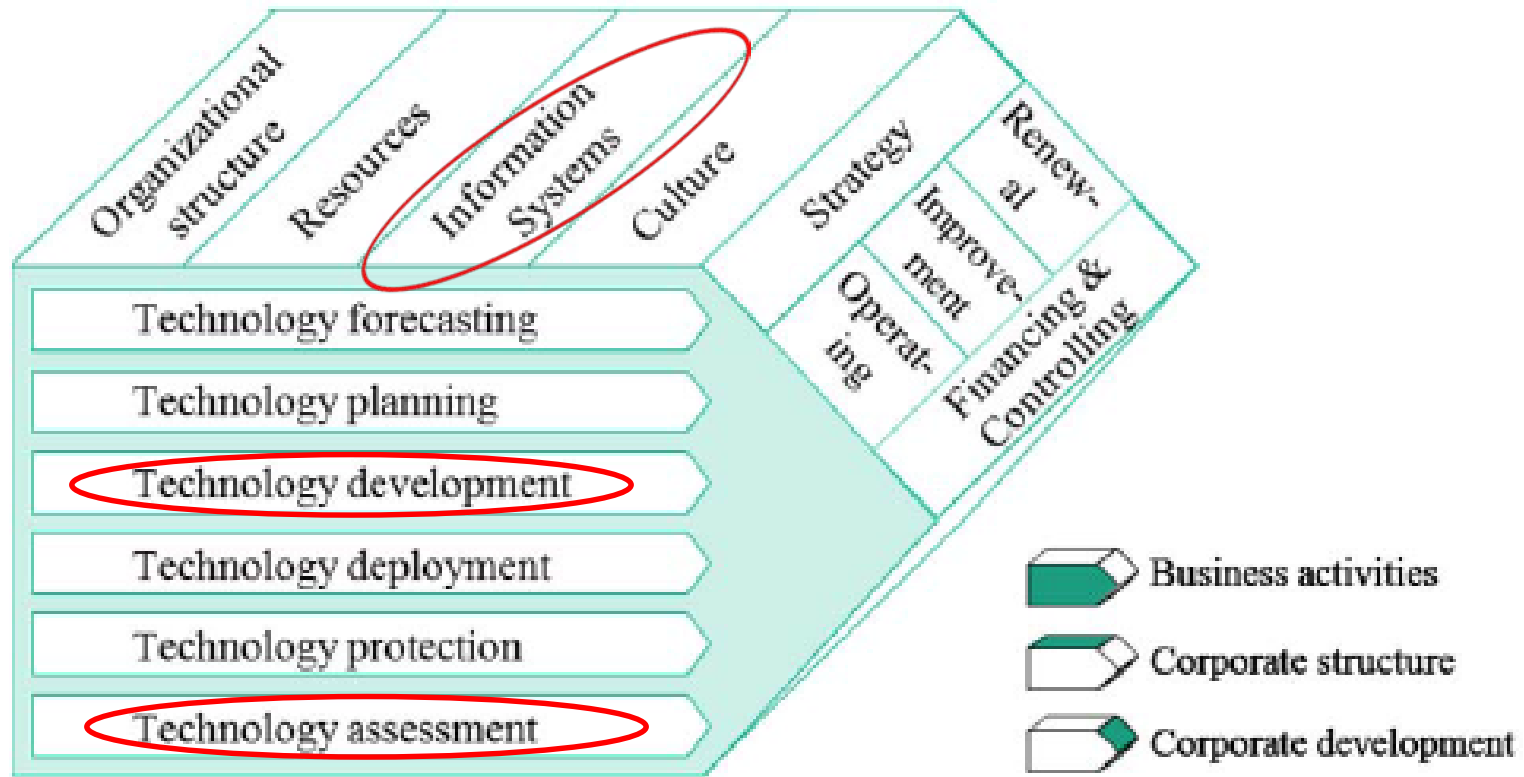 Organizational
structure
Resources
Information
Systems
Culture
Strategy
Renew-
al
Improve-
ment
Operat-
ing
Financing &
Controlling
Technology forecasting
Technology planning
Technology development
Technology deployment
Technology protection
Technology assessment
Business activities
Corporate structure
Corporate development